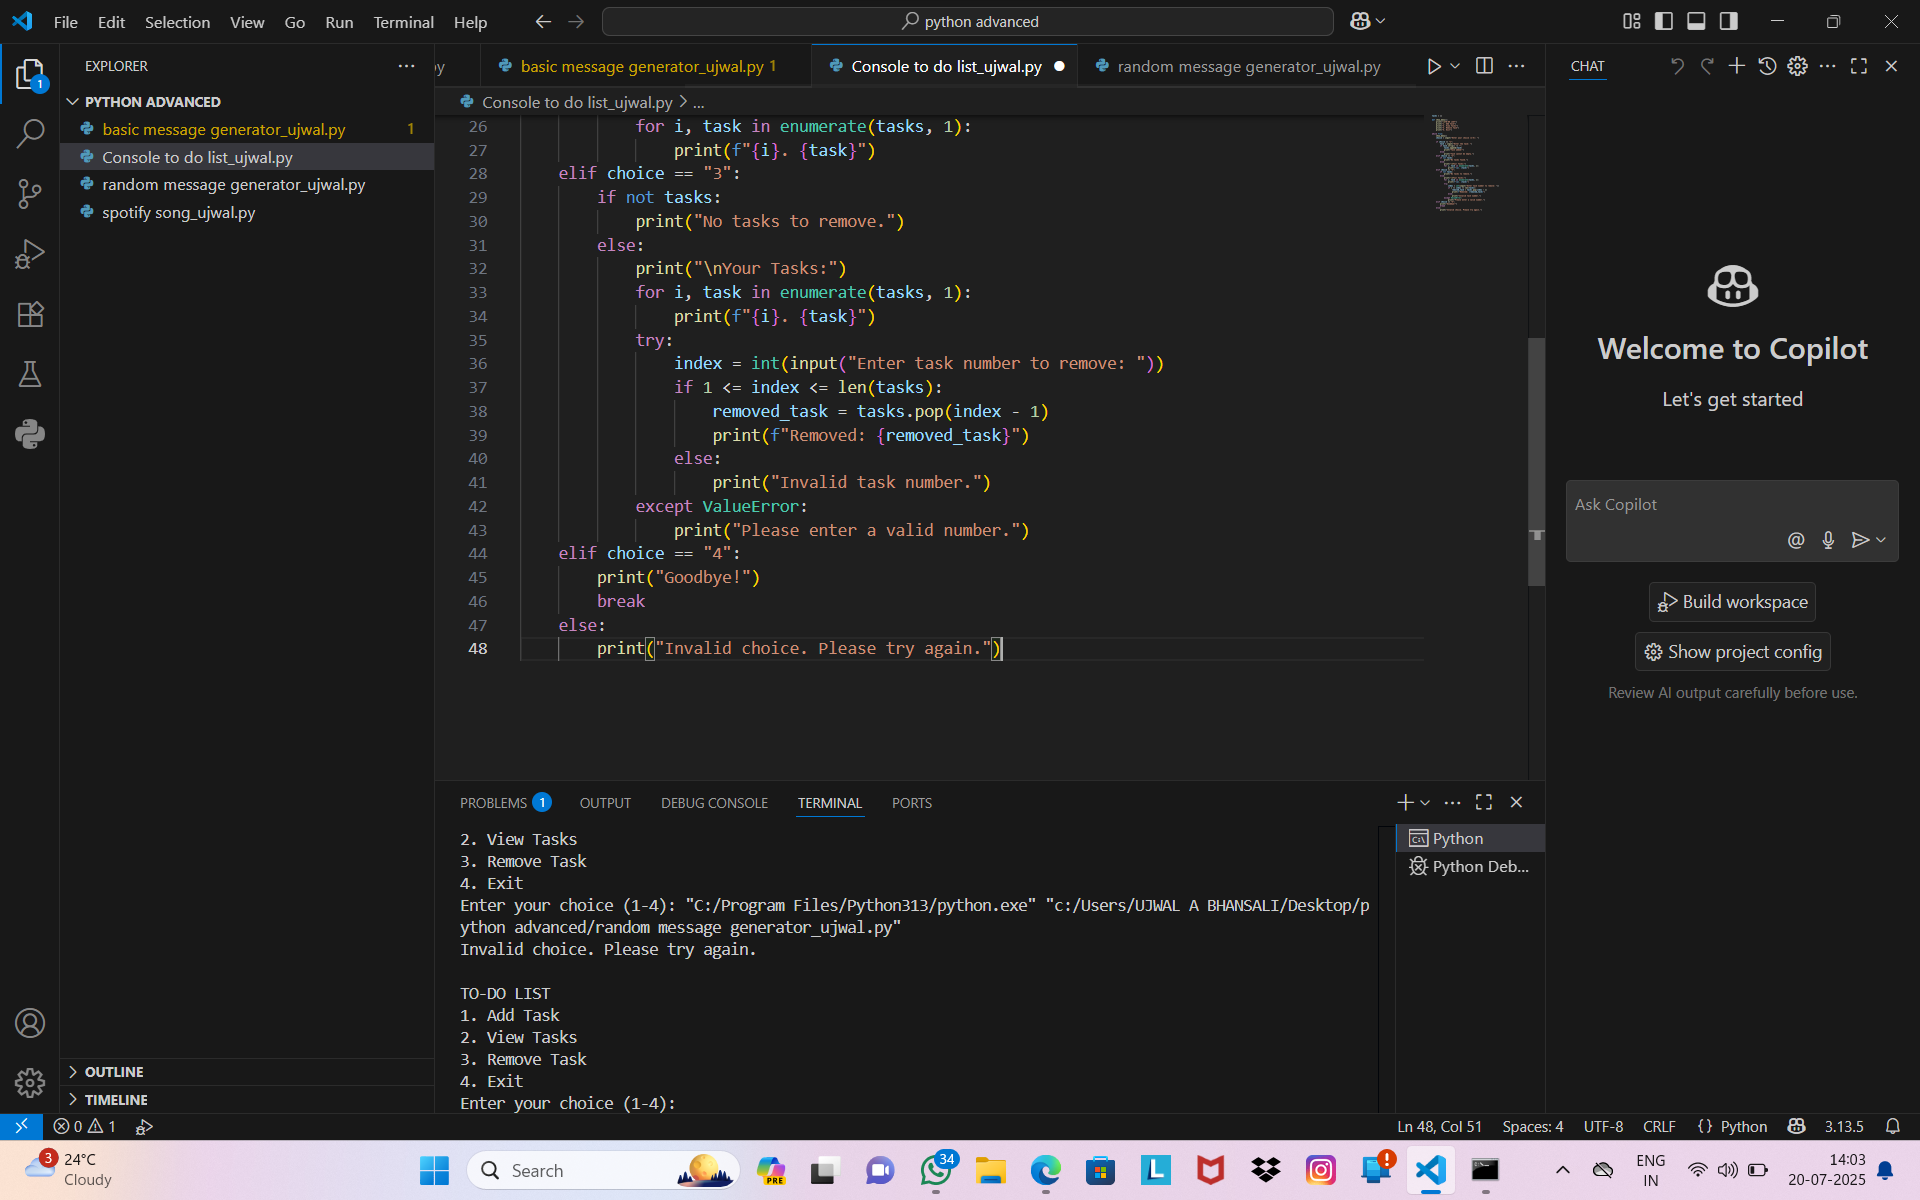 File Edit Selection View Go Run Terminal Help
python advanced
EXPLORER
PYTHON ADVANCED
basic message generator_ujwal.py 1
Console to do list_ujwal.py
random message generator_ujwal.py
spotify song_ujwal.py
OUTLINE
TIMELINE
1
y
basic message generator_ujwal.py 1
Console to do list_ujwal.py
random message generator_ujwal.py
Console to do list_ujwal.py > ...
26 for i, task in enumerate(tasks, 1):
27 print(f"{i}. {task}")
28 elif choice == "3":
29 if not tasks:
30 print("No tasks to remove.")
31 else:
32 print("\nYour Tasks:")
33 for i, task in enumerate(tasks, 1):
34 print(f"{i}. {task}")
35 try:
36 index = int(input("Enter task number to remove: "))
37 if 1 <= index <= len(tasks):
38 removed_task = tasks.pop(index - 1)
39 print(f"Removed: {removed_task}")
40 else:
41 print("Invalid task number.")
42 except ValueError:
43 print("Please enter a valid number.")
44 elif choice == "4":
45 print("Goodbye!")
46 break
47 else:
48 print("Invalid choice. Please try again.")
PROBLEMS 1 OUTPUT DEBUG CONSOLE TERMINAL PORTS
2. View Tasks
3. Remove Task
4. Exit
Enter your choice (1-4): "C:/Program Files/Python313/python.exe" "c:/Users/UJWAL A BHANSALI/Desktop/p
ython advanced/random message generator_ujwal.py"
Invalid choice. Please try again.
TO-DO LIST
1. Add Task
2. View Tasks
3. Remove Task
4. Exit
Enter your choice (1-4):
Python
Python Deb...
CHAT
Welcome to Copilot
Let's get started
Ask Copilot
Build workspace
Show project config
Review AI output carefully before use.
0 1
Ln 48, Col 51 Spaces: 4 UTF-8 CRLF {} Python 3.13.5
3
24°C
Cloudy
Search
PRE
34
L
ENG
IN
14:03
20-07-2025